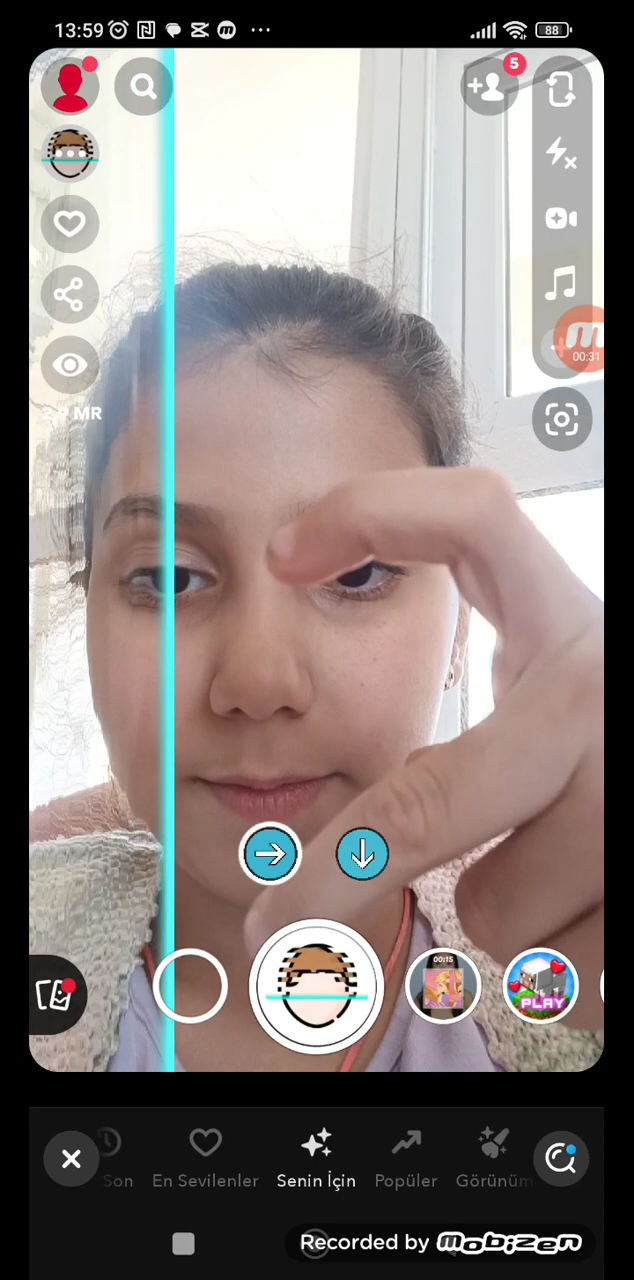 13:59
88
5
00:31
2,9 MR
00:15
PLAY
Son
En Sevilenler
Senin İçin
Popüler
Görünüm
Recorded by mobizen